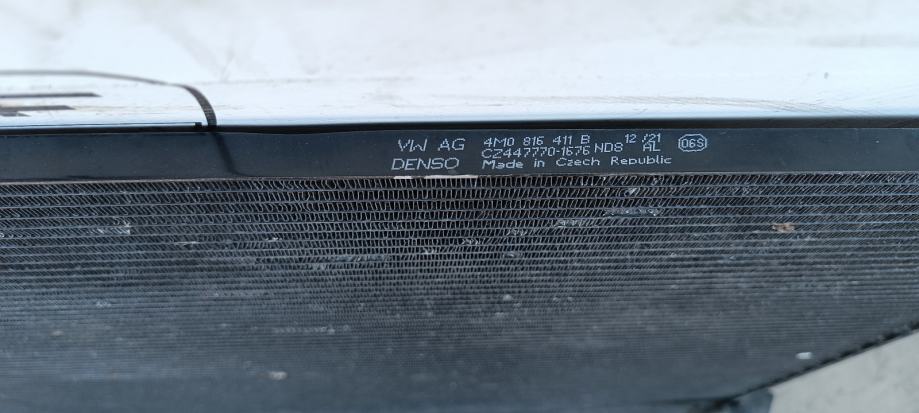 VW AG 4M0 816 411 B 12/21
CZ447770-1676 ND8 AL 06S
DENSO Made in Czech Republic